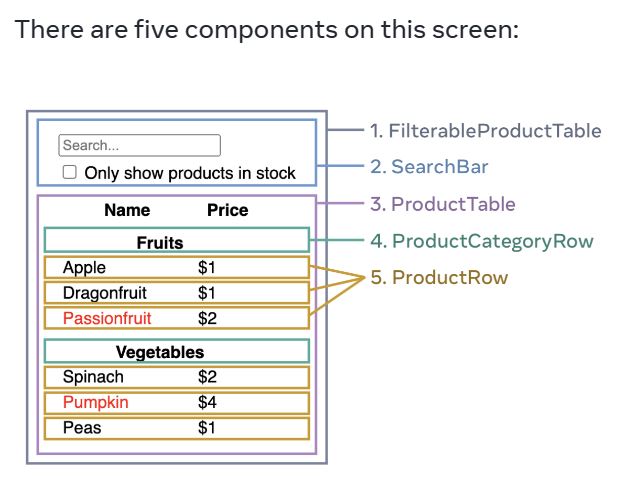 There are five components on this screen:
Search...
Only show products in stock
Name Price
Fruits
Apple $1
Dragonfruit $1
Passionfruit $2
Vegetables
Spinach $2
Pumpkin $4
Peas $1
1. FilterableProductTable
2. SearchBar
3. ProductTable
4. ProductCategoryRow
5. ProductRow